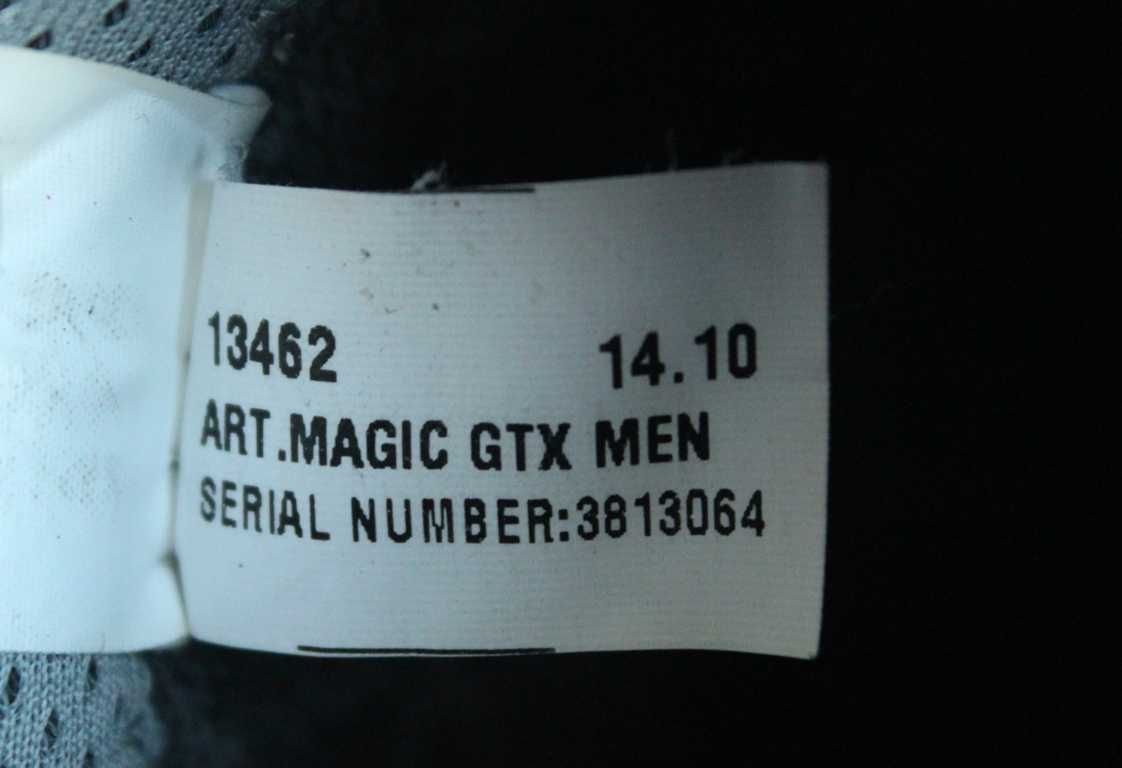 13462 14.10
ART.MAGIC GTX MEN
SERIAL NUMBER:3813064